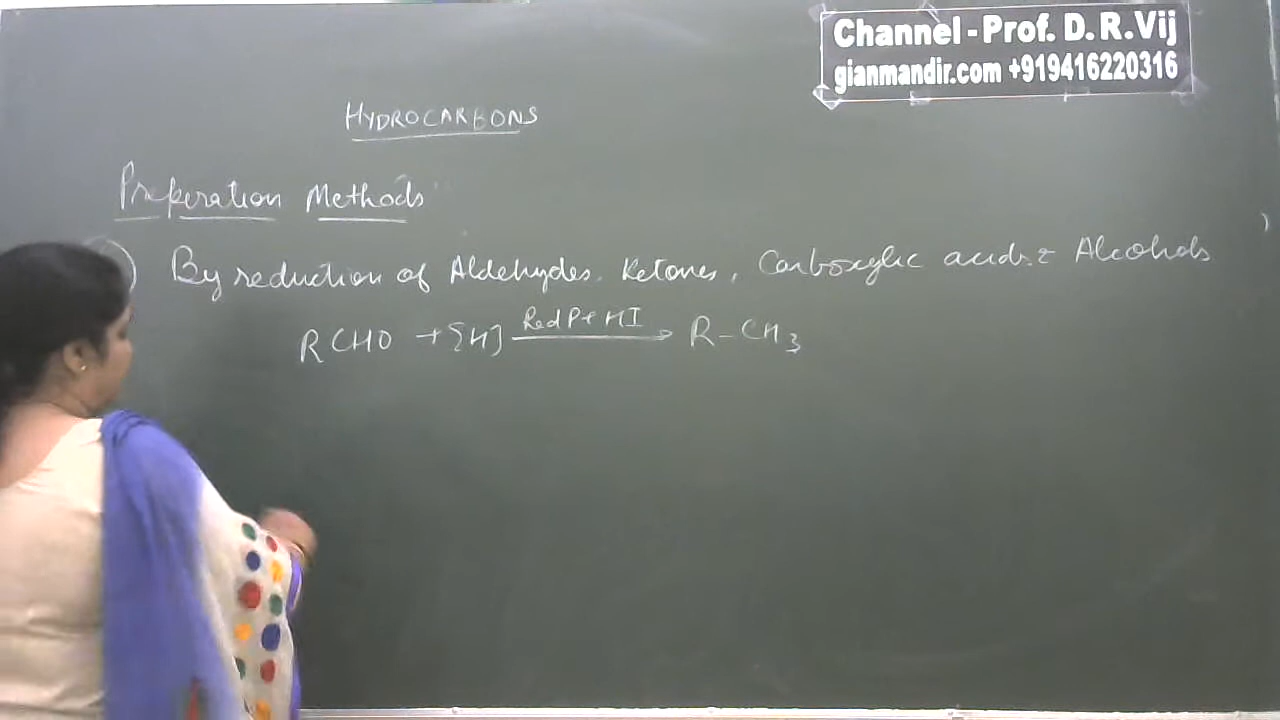 Channel - Prof. D. R. Vij
gianmandir.com +919416220316
HYDROCARBONS
Preperation Methods
By reduction of Aldehydes. Ketones, Carboxylic acids & Alcohols
RCHO + [H] Red P + HI R-CH3